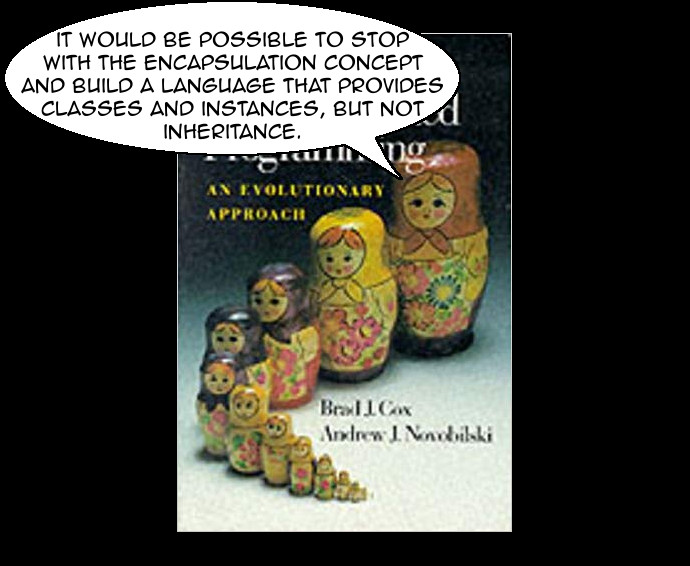 IT WOULD BE POSSIBLE TO STOP
WITH THE ENCAPSULATION CONCEPT
AND BUILD A LANGUAGE THAT PROVIDES
CLASSES AND INSTANCES, BUT NOT
INHERITANCE.
Programming
AN EVOLUTIONARY
APPROACH
Brad J. Cox
Andrew J. Novobilski